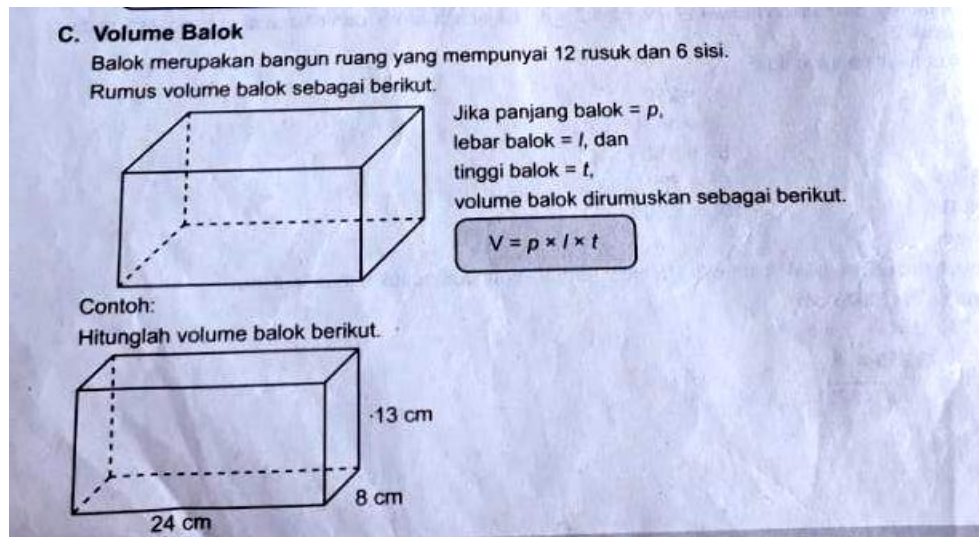 C. Volume Balok
Balok merupakan bangun ruang yang mempunyai 12 rusuk dan 6 sisi.
Rumus volume balok sebagai berikut.
Jika panjang balok = p,
lebar balok = l, dan
tinggi balok = t,
volume balok dirumuskan sebagai berikut.
V = p × l × t
Contoh:
Hitunglah volume balok berikut.
13 cm
8 cm
24 cm